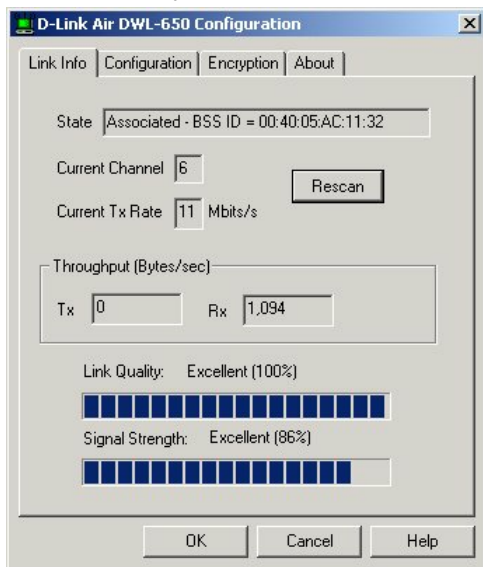 D-Link Air DWL-650 Configuration
Link Info Configuration Encryption About
State Associated - BSS ID = 00:40:05:AC:11:32
Current Channel 6
Rescan
Current Tx Rate 11 Mbits/s
Throughput (Bytes/sec)
Tx 0 Rx 1,094
Link Quality: Excellent (100%)
Signal Strength: Excellent (86%)
OK Cancel Help